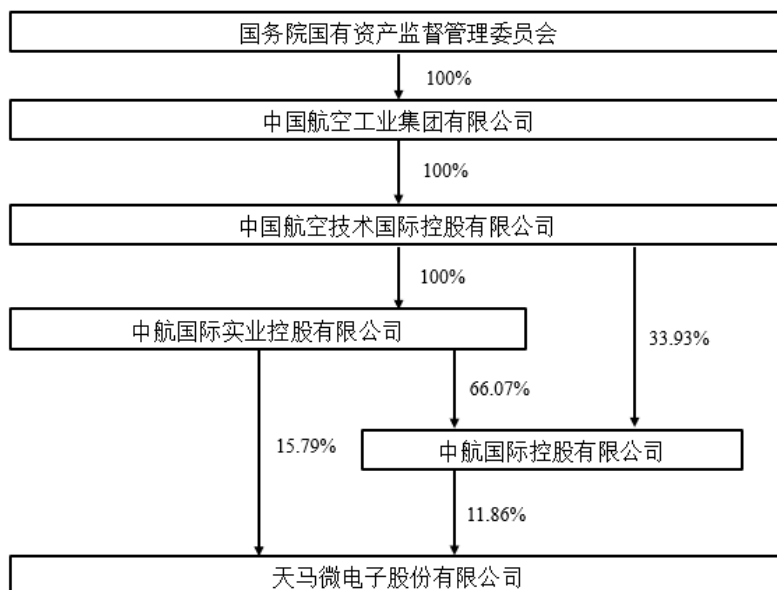 国务院国有资产监督管理委员会
100%
中国航空工业集团有限公司
100%
中国航空技术国际控股有限公司
100%
中航国际实业控股有限公司
33.93%
66.07%
15.79%
中航国际控股有限公司
11.86%
天马微电子股份有限公司